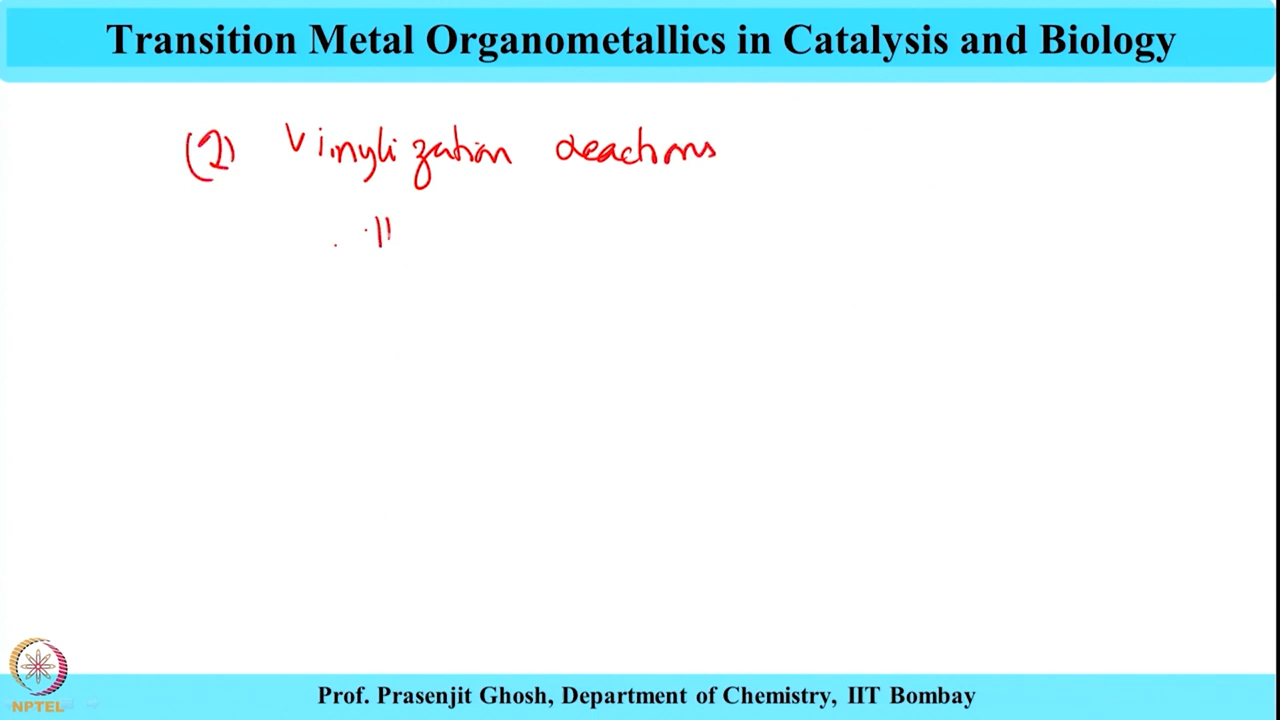 Transition Metal Organometallics in Catalysis and Biology
(2) Vinylization reactions
Prof. Prasenjit Ghosh, Department of Chemistry, IIT Bombay
NPTEL